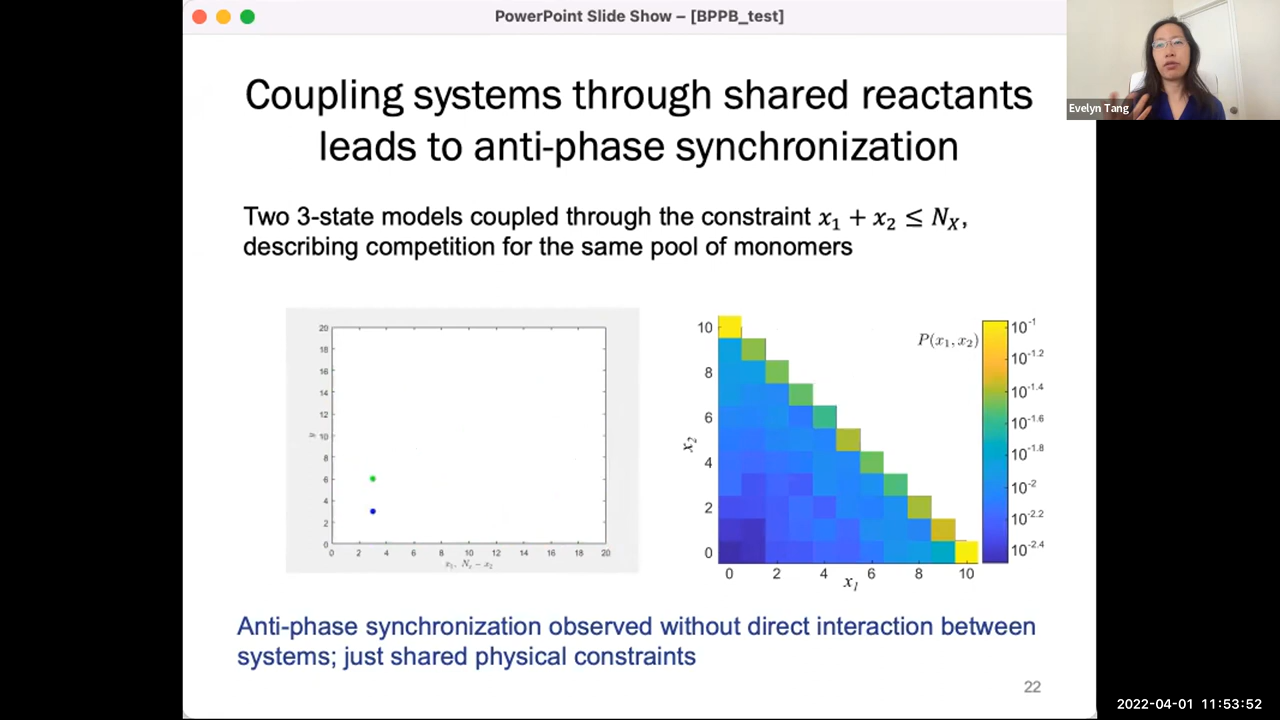 PowerPoint Slide Show – [BPPB_test]
Evelyn Tang
Coupling systems through shared reactants
leads to anti-phase synchronization
Two 3-state models coupled through the constraint x₁ + x₂ ≤ N_X,
describing competition for the same pool of monomers
20
18
16
14
12
10
8
6
4
2
0
y
0 2 4 6 8 10 12 14 16 18 20
x₁, Nₓ − x₂
10
8
6
4
2
0
x₂
0 2 4 6 8 10
x₁
P(x₁, x₂)
10⁻¹
10^-1.2
10^-1.4
10^-1.6
10^-1.8
10⁻²
10^-2.2
10^-2.4
Anti-phase synchronization observed without direct interaction between
systems; just shared physical constraints
22
2022-04-01 11:53:52